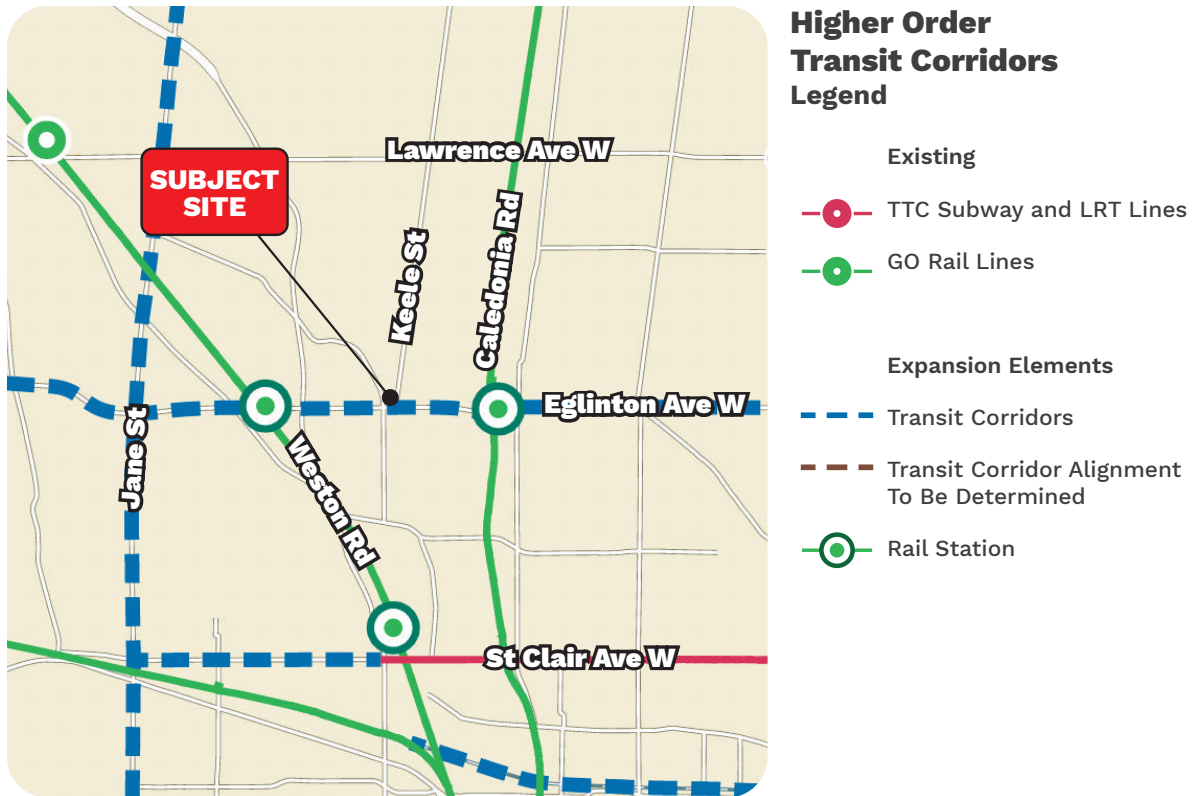 Higher Order
Transit Corridors
Legend
Existing
TTC Subway and LRT Lines
GO Rail Lines
Expansion Elements
Transit Corridors
Transit Corridor Alignment
To Be Determined
Rail Station
Lawrence Ave W
SUBJECT
SITE
Keele St
Caledonia Rd
Eglinton Ave W
Jane St
Weston Rd
St Clair Ave W